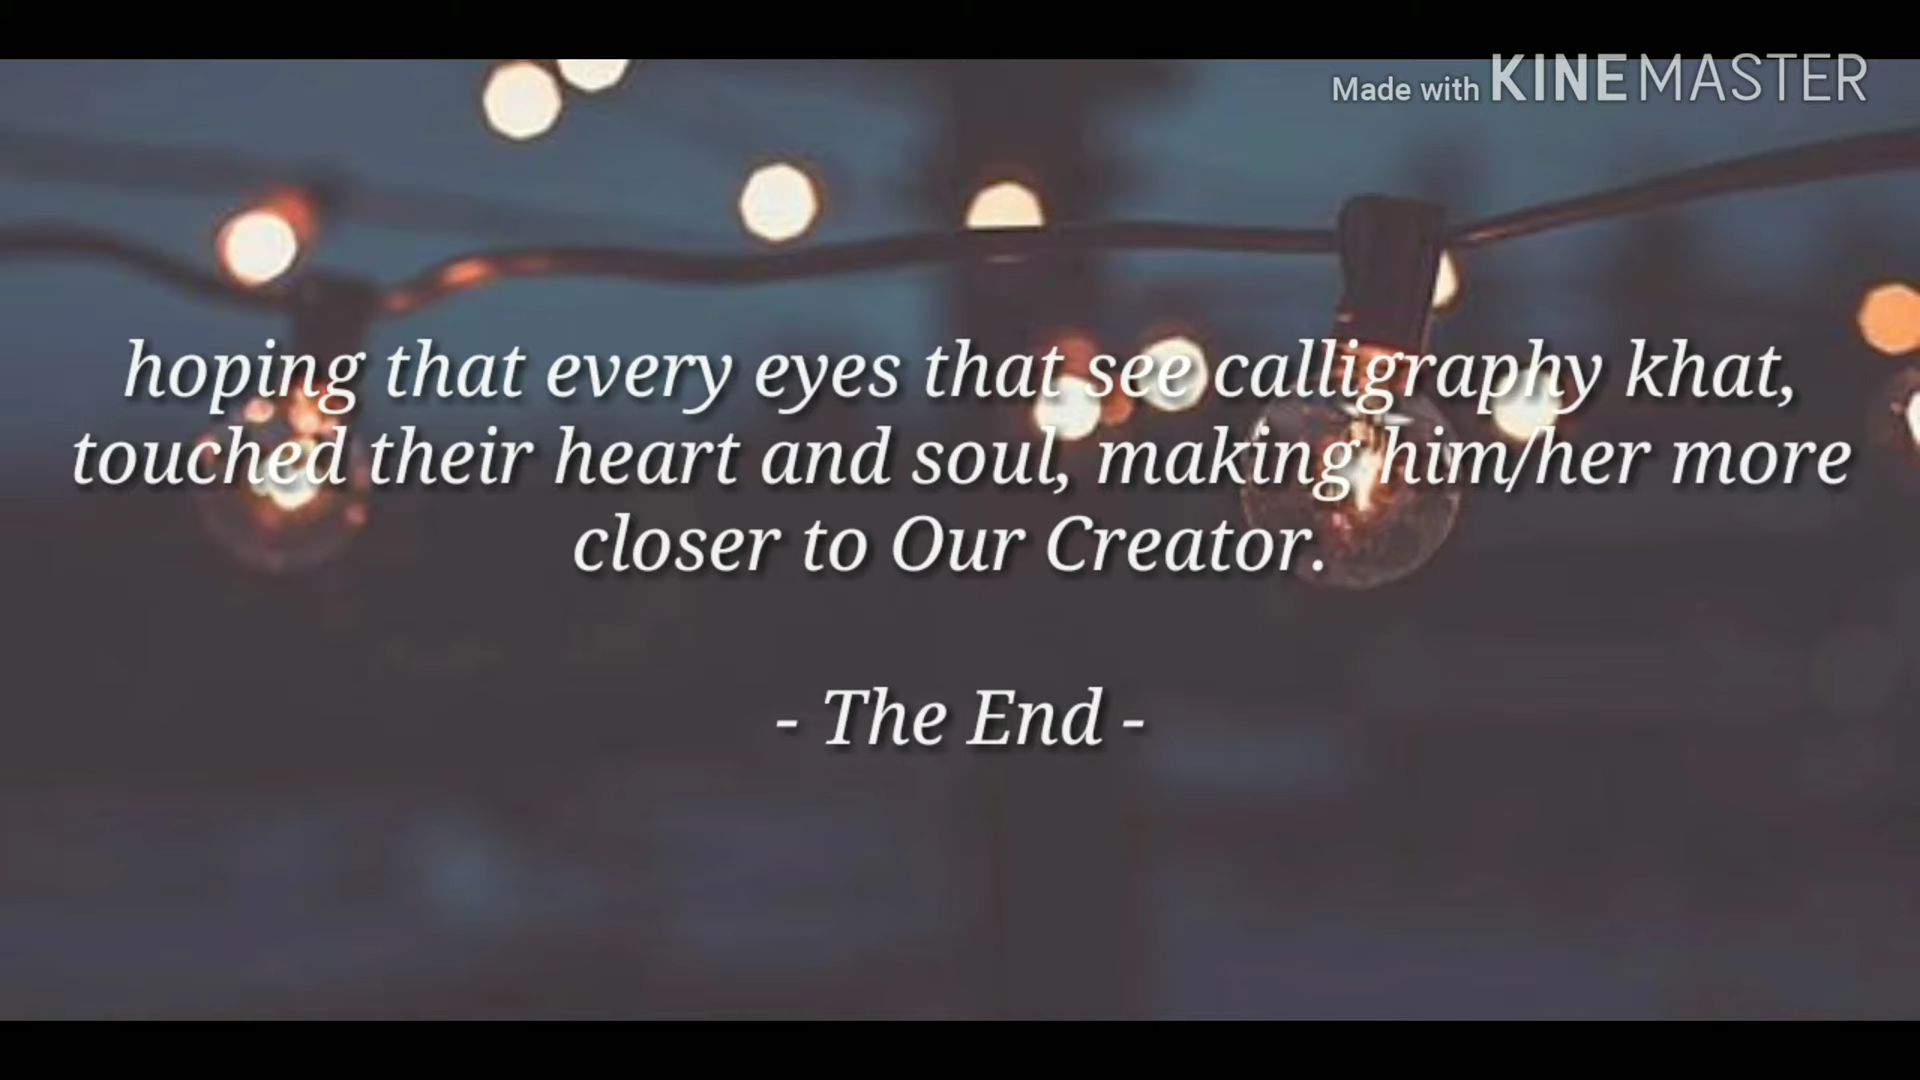 Made with KINEMASTER
hoping that every eyes that see calligraphy khat,
touched their heart and soul, making him/her more
closer to Our Creator.
- The End -